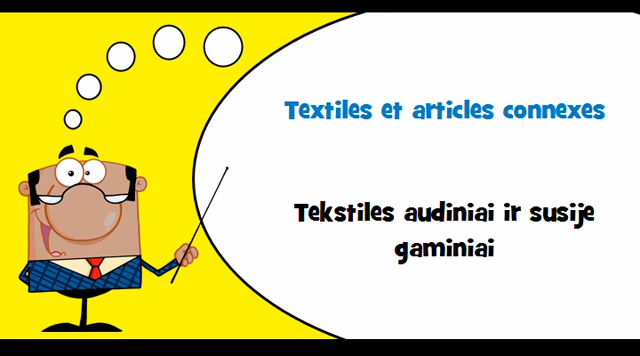 Textiles et articles connexes
Tekstiles audiniai ir susije
gaminiai